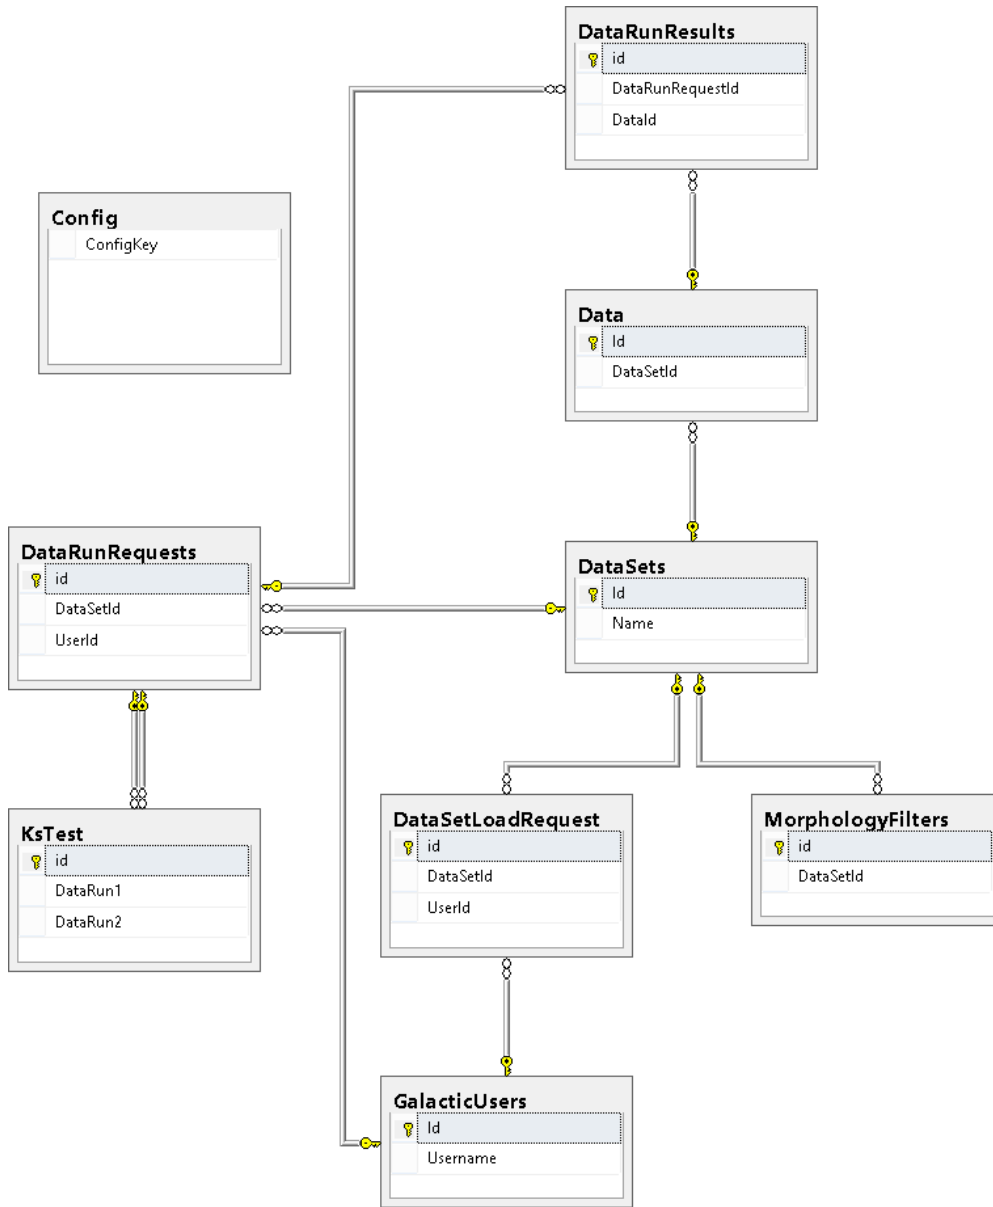 DataRunResults
id
DataRunRequestId
DataId
Config
ConfigKey
Data
Id
DataSetId
DataRunRequests
id
DataSetId
UserId
DataSets
Id
Name
KsTest
id
DataRun1
DataRun2
DataSetLoadRequest
id
DataSetId
UserId
MorphologyFilters
id
DataSetId
GalacticUsers
Id
Username